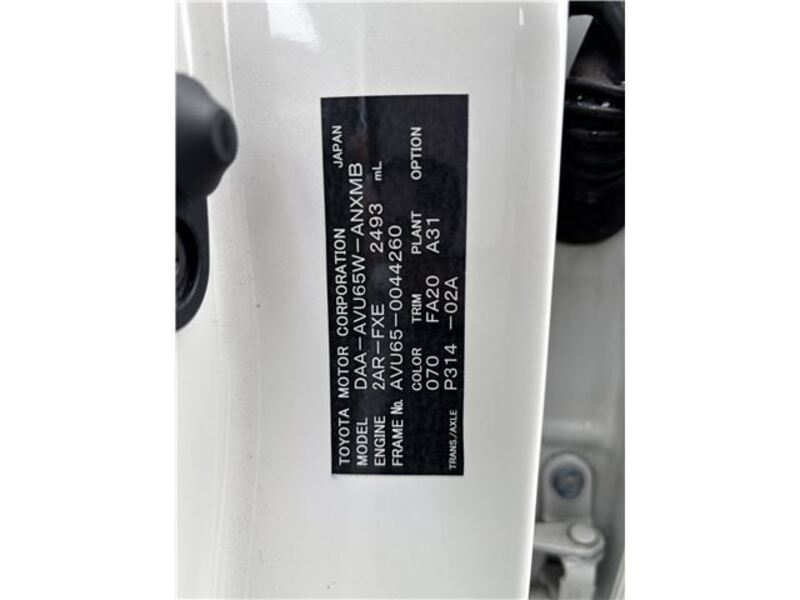 TOYOTA MOTOR CORPORATION JAPAN
MODEL DAA-AVU65W-ANXMB
ENGINE 2AR-FXE 2493 mL
FRAME No. AVU65-0044260
COLOR TRIM PLANT OPTION
070 FA20 A31
TRANS./AXLE P314 -02A